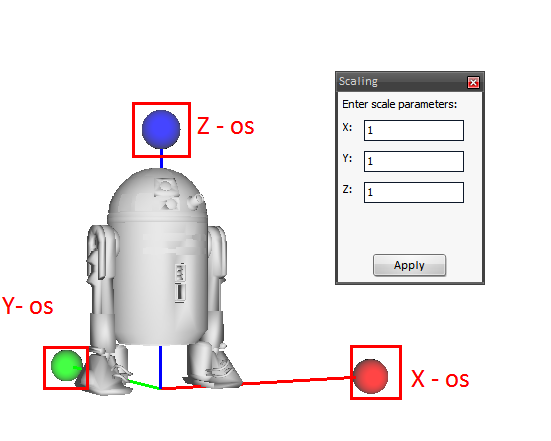 Scaling
Enter scale parameters:
X: 1
Y: 1
Z: 1
Apply
Z - os
Y- os
X - os